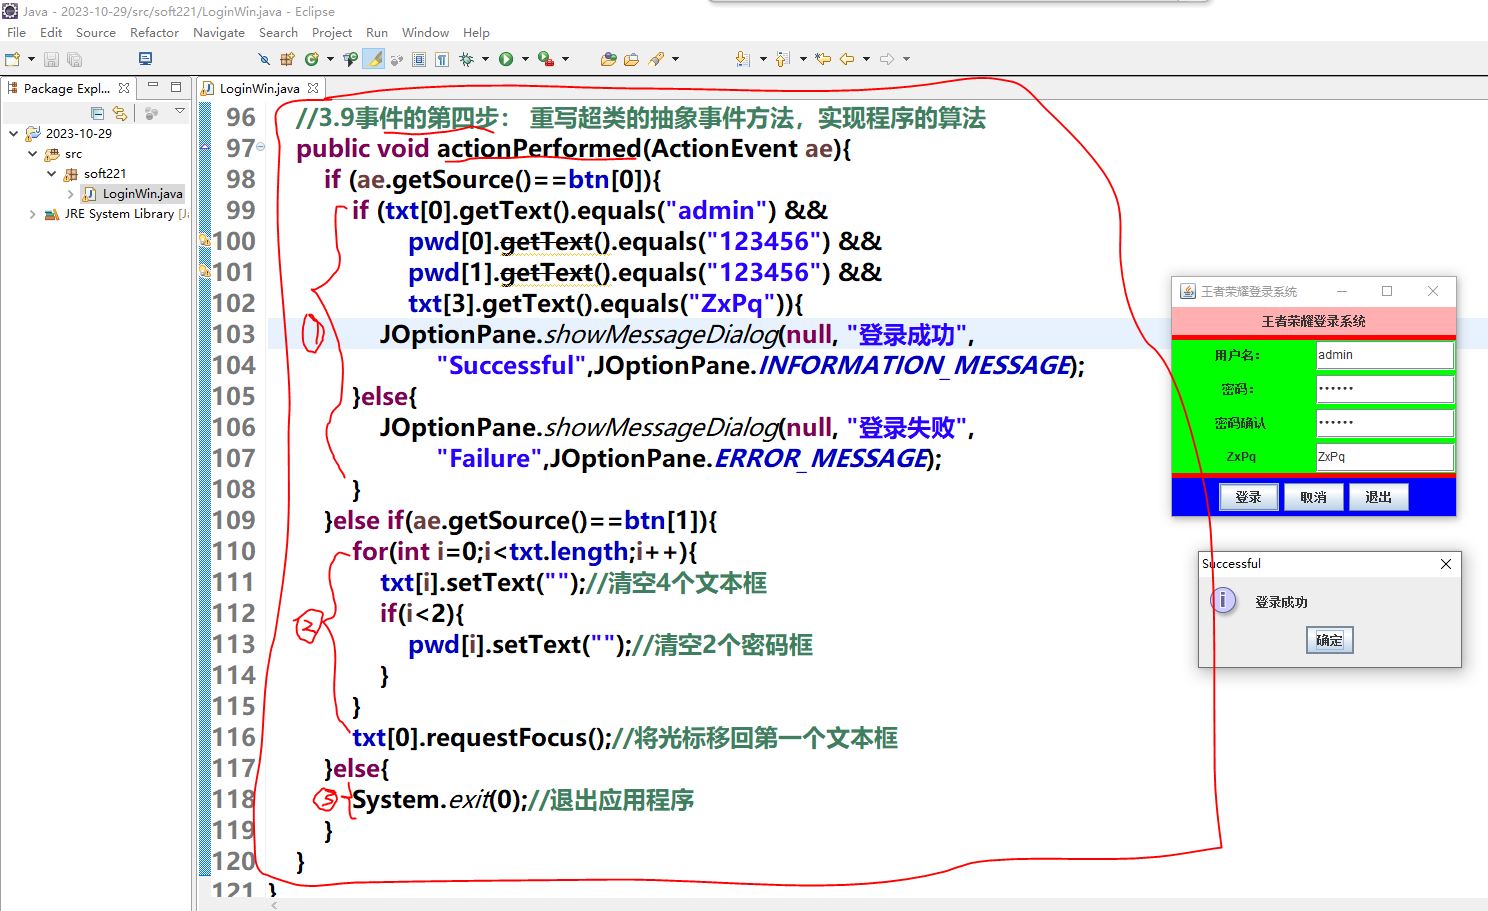 Java - 2023-10-29/src/soft221/LoginWin.java - Eclipse
File Edit Source Refactor Navigate Search Project Run Window Help
Package Expl...
LoginWin.java
2023-10-29
src
soft221
LoginWin.java
JRE System Library [Ja
96 //3.9事件的第四步： 重写超类的抽象事件方法，实现程序的算法
97 public void actionPerformed(ActionEvent ae){
98 if (ae.getSource()==btn[0]){
99 if (txt[0].getText().equals("admin") &&
100 pwd[0].getText().equals("123456") &&
101 pwd[1].getText().equals("123456") &&
102 txt[3].getText().equals("ZxPq")){
103 JOptionPane.showMessageDialog(null, "登录成功",
104 "Successful",JOptionPane.INFORMATION_MESSAGE);
105 }else{
106 JOptionPane.showMessageDialog(null, "登录失败",
107 "Failure",JOptionPane.ERROR_MESSAGE);
108 }
109 }else if(ae.getSource()==btn[1]){
110 for(int i=0;i<txt.length;i++){
111 txt[i].setText("");//清空4个文本框
112 if(i<2){
113 pwd[i].setText("");//清空2个密码框
114 }
115 }
116 txt[0].requestFocus();//将光标移回第一个文本框
117 }else{
118 System.exit(0);//退出应用程序
119 }
120 }
121 }
①
②
③
王者荣耀登录系统
王者荣耀登录系统
用户名： admin
密码： ••••••
密码确认 ••••••
ZxPq ZxPq
登录 取消 退出
Successful
登录成功
确定